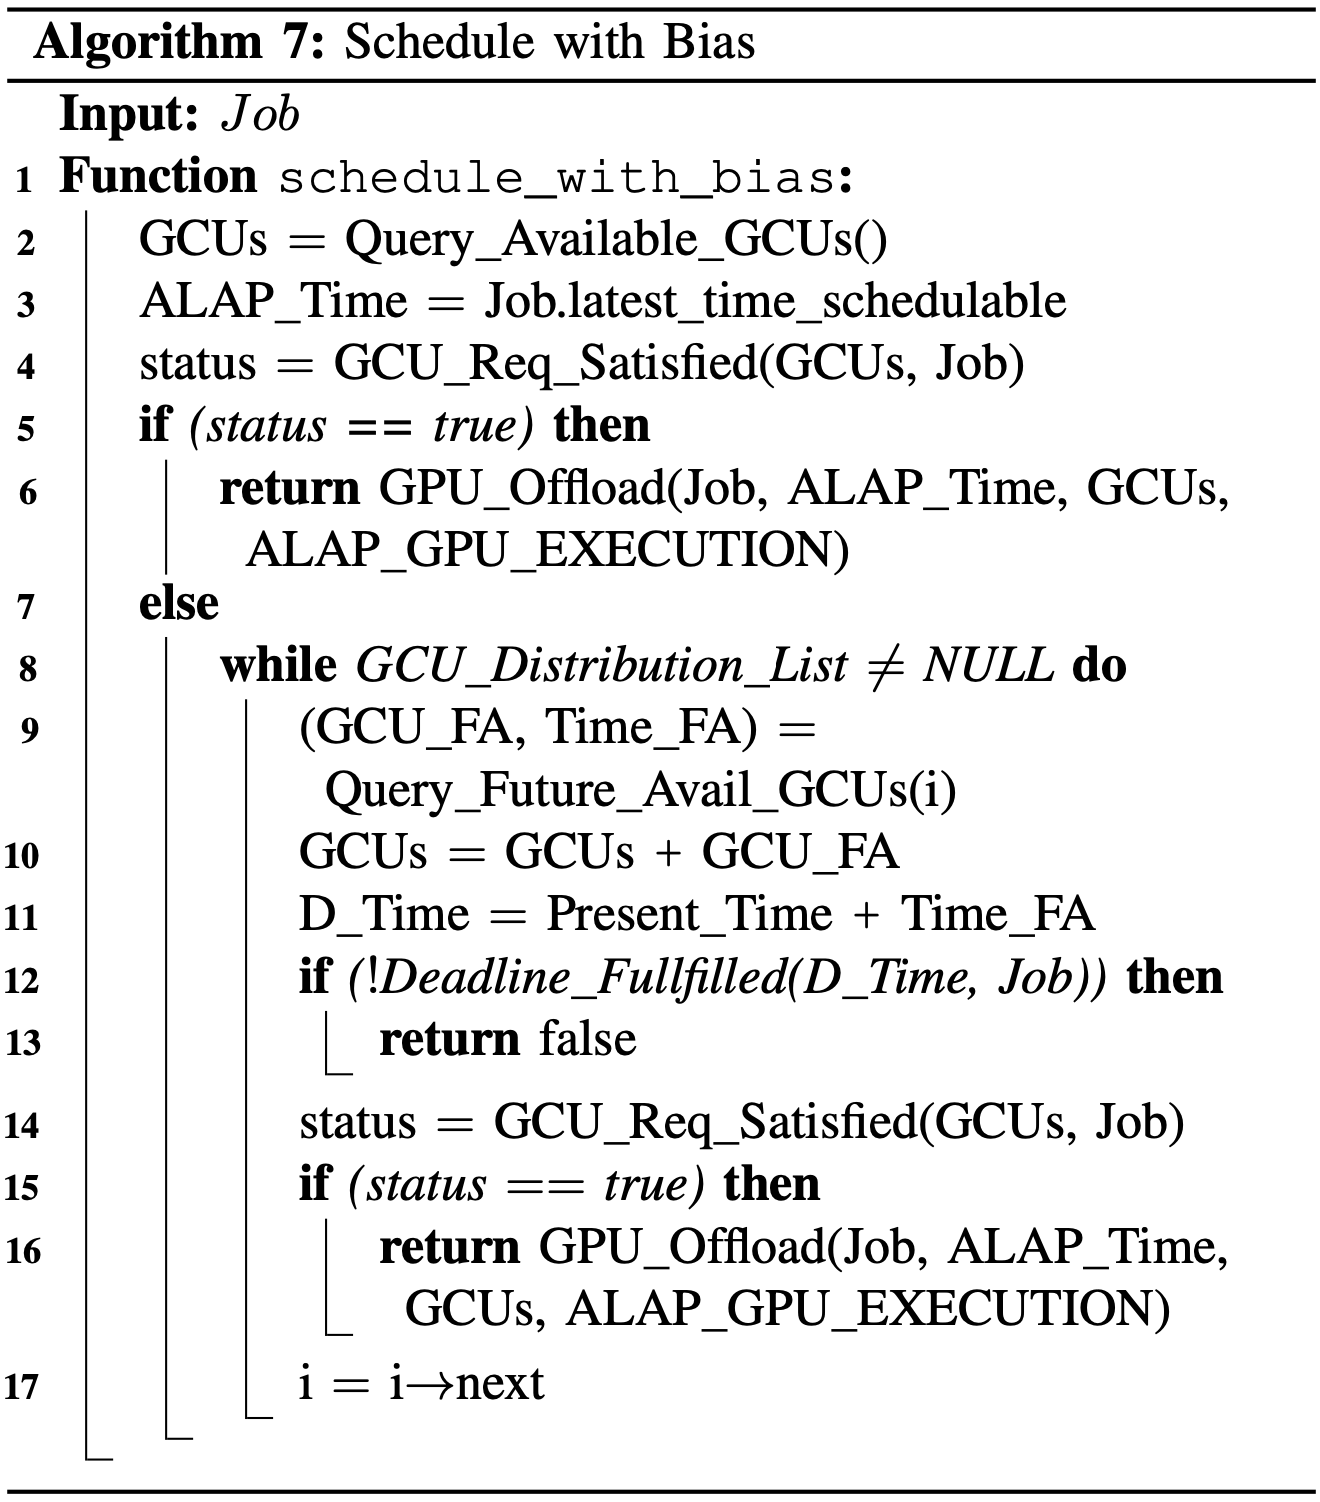 Algorithm 7: Schedule with Bias
Input: Job
1 Function schedule_with_bias:
2 GCUs = Query_Available_GCUs()
3 ALAP_Time = Job.latest_time_schedulable
4 status = GCU_Req_Satisfied(GCUs, Job)
5 if (status == true) then
6 return GPU_Offload(Job, ALAP_Time, GCUs,
ALAP_GPU_EXECUTION)
7 else
8 while GCU_Distribution_List ≠ NULL do
9 (GCU_FA, Time_FA) =
Query_Future_Avail_GCUs(i)
10 GCUs = GCUs + GCU_FA
11 D_Time = Present_Time + Time_FA
12 if (!Deadline_Fullfilled(D_Time, Job)) then
13 return false
14 status = GCU_Req_Satisfied(GCUs, Job)
15 if (status == true) then
16 return GPU_Offload(Job, ALAP_Time,
GCUs, ALAP_GPU_EXECUTION)
17 i = i→next